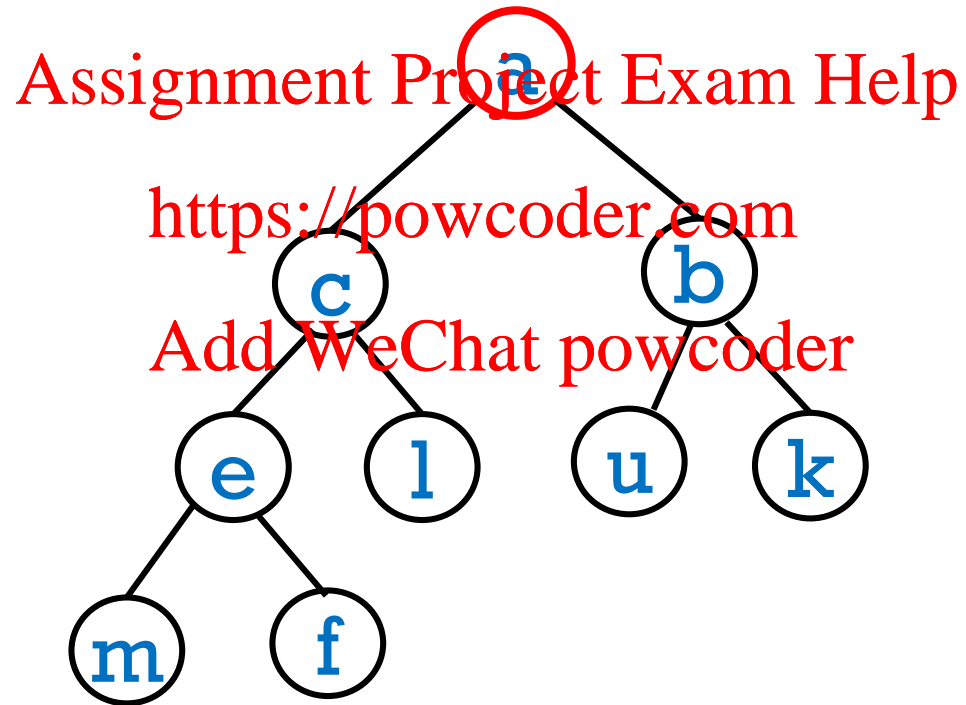 a
Assignment Project Exam Help
https://powcoder.com
c b
Add WeChat powcoder
e l u k
m f